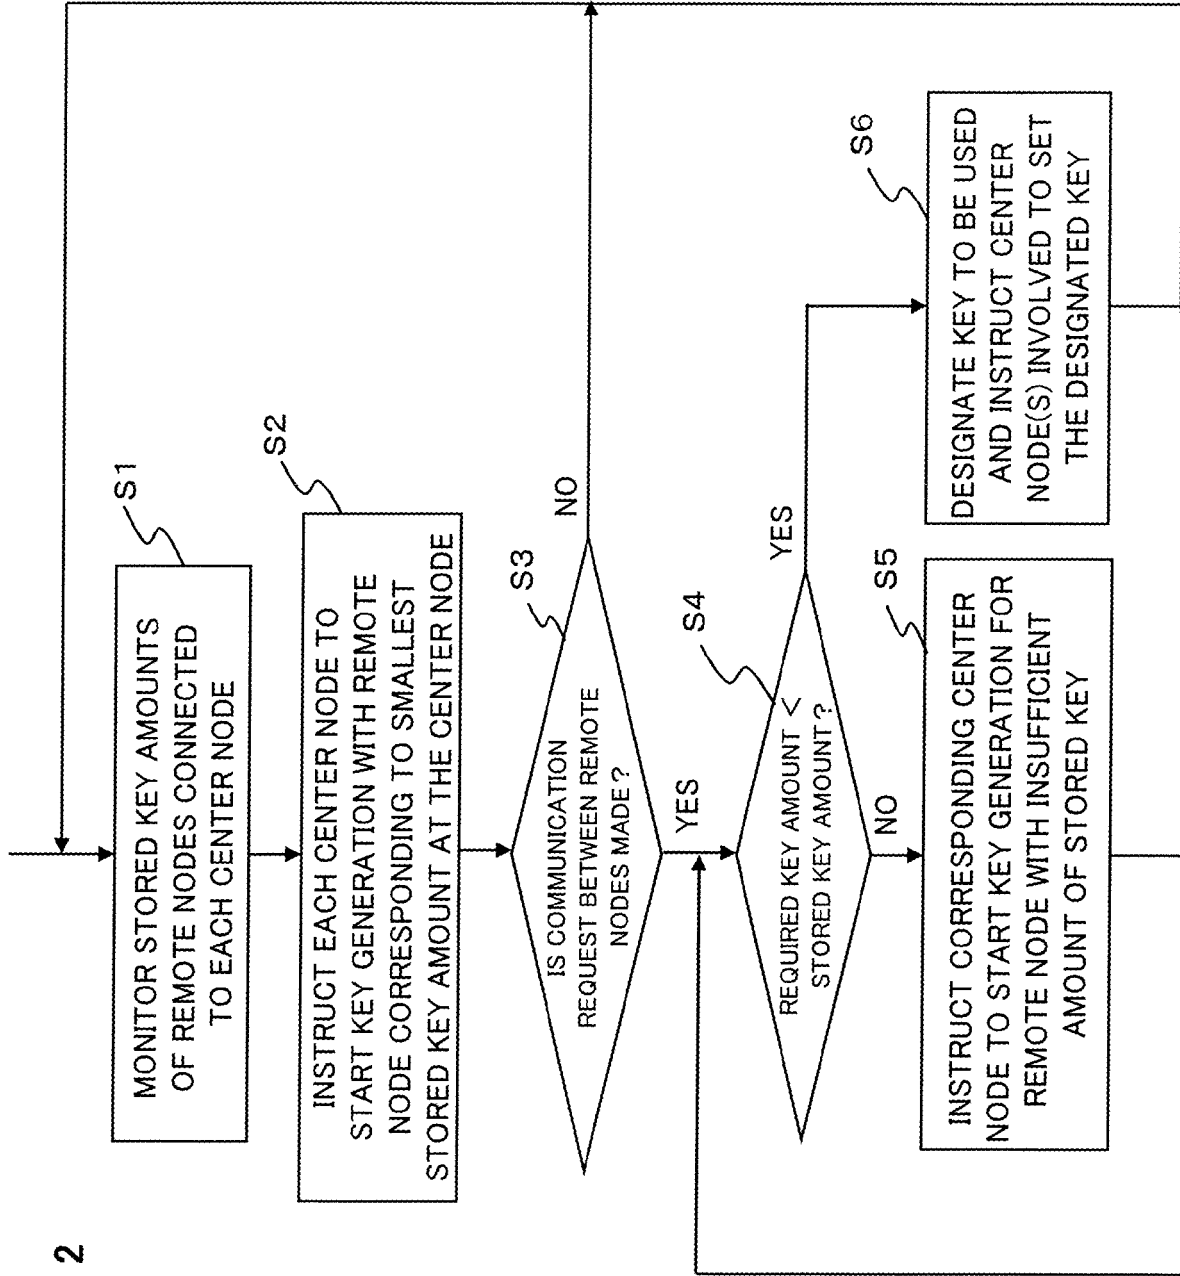 2
S1
MONITOR STORED KEY AMOUNTS
OF REMOTE NODES CONNECTED
TO EACH CENTER NODE
S2
INSTRUCT EACH CENTER NODE TO
START KEY GENERATION WITH REMOTE
NODE CORRESPONDING TO SMALLEST
STORED KEY AMOUNT AT THE CENTER NODE
S3
IS COMMUNICATION
REQUEST BETWEEN REMOTE
NODES MADE?
NO
YES
S4
REQUIRED KEY AMOUNT <
STORED KEY AMOUNT?
YES
NO
S5
INSTRUCT CORRESPONDING CENTER
NODE TO START KEY GENERATION FOR
REMOTE NODE WITH INSUFFICIENT
AMOUNT OF STORED KEY
S6
DESIGNATE KEY TO BE USED
AND INSTRUCT CENTER
NODE(S) INVOLVED TO SET
THE DESIGNATED KEY